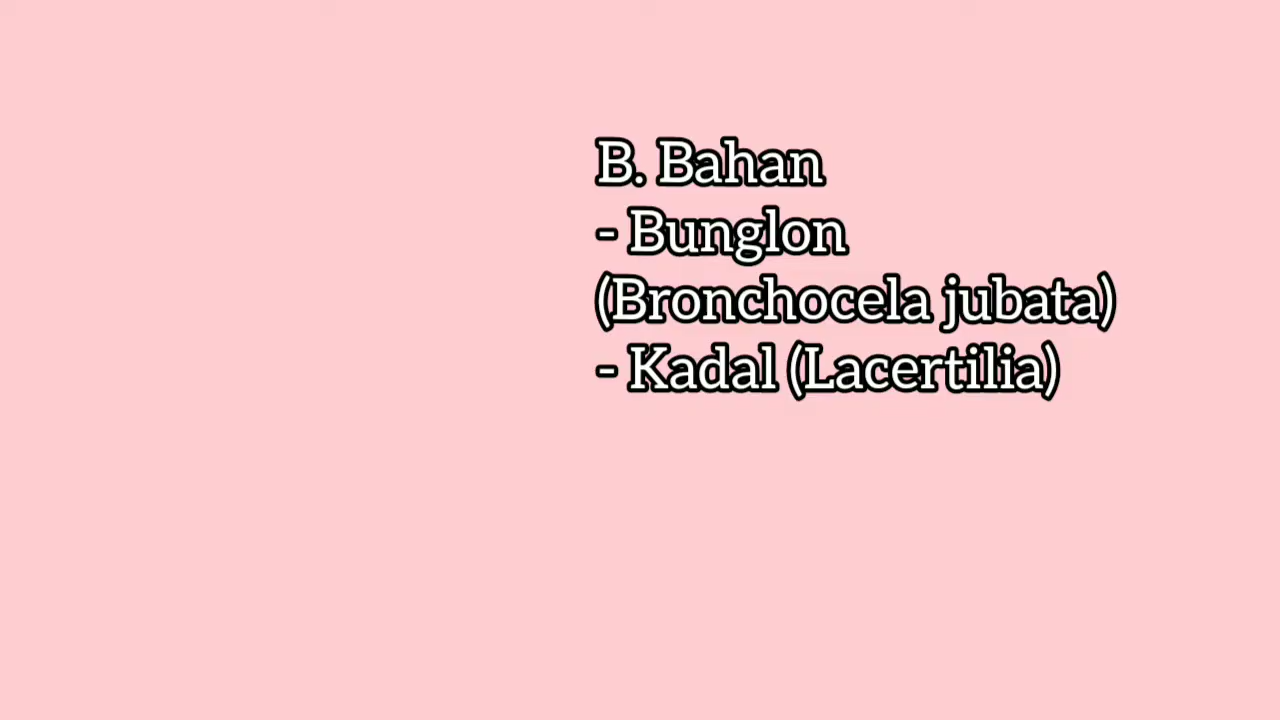 B. Bahan
- Bunglon
(Bronchocela jubata)
- Kadal (Lacertilia)